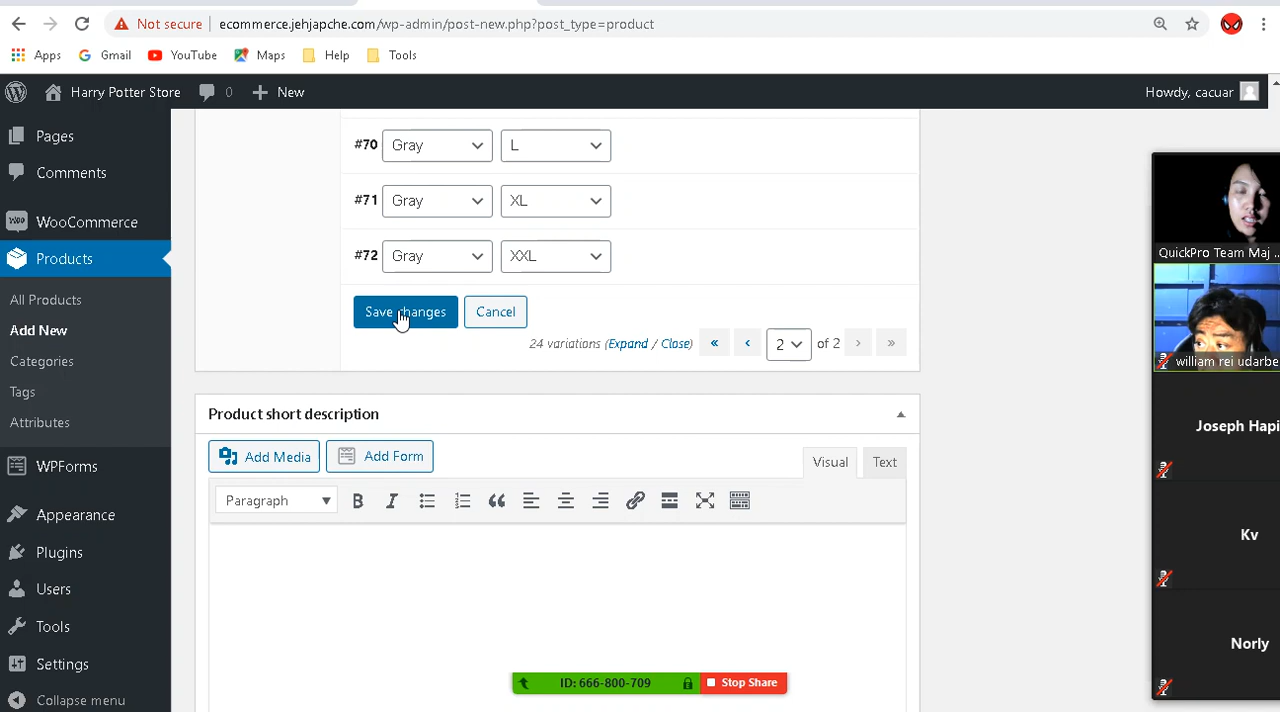 Not secure | ecommerce.jehjapche.com/wp-admin/post-new.php?post_type=product
Apps Gmail YouTube Maps Help Tools
Harry Potter Store 0 + New Howdy, cacuar
Pages
Comments
WooCommerce
Products
All Products
Add New
Categories
Tags
Attributes
WPForms
Appearance
Plugins
Users
Tools
Settings
Collapse menu
#70 Gray L
#71 Gray XL
#72 Gray XXL
Save changes Cancel
24 variations (Expand / Close) « ‹ 2 of 2 › »
Product short description
Add Media Add Form Visual Text
Paragraph B I
ID: 666-800-709 Stop Share
QuickPro Team Maj ...
william rei udarbe
Joseph Hapi
Kv
Norly